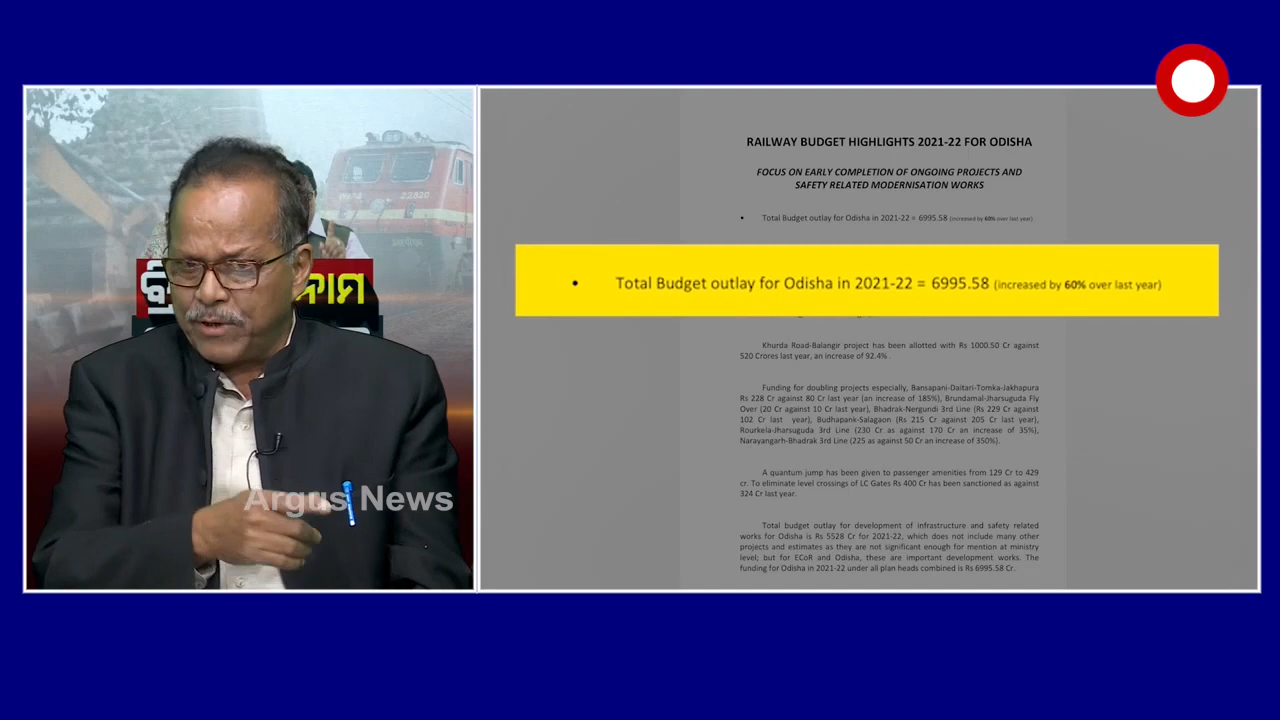 WAP4
22820
ବି
ନାମ
Argus News
RAILWAY BUDGET HIGHLIGHTS 2021-22 FOR ODISHA
FOCUS ON EARLY COMPLETION OF ONGOING PROJECTS AND
SAFETY RELATED MODERNISATION WORKS
• Total Budget outlay for Odisha in 2021-22 = 6995.58 (increased by 60% over last year)
• Total Budget outlay for Odisha in 2021-22 = 6995.58 (increased by 60% over last year)
Khurda Road-Balangir project has been allotted with Rs 1000.50 Cr against
520 Crores last year, an increase of 92.4% .
Funding for doubling projects especially, Bansapani-Daitari-Tomka-Jakhapura
Rs 228 Cr against 80 Cr last year (an increase of 185%), Brundamal-Jharsuguda Fly
Over (20 Cr against 10 Cr last year), Bhadrak-Nergundi 3rd Line (Rs 229 Cr against
102 Cr last year), Budhapank-Salagaon (Rs 215 Cr against 205 Cr last year),
Rourkela-Jharsuguda 3rd Line (230 Cr as against 170 Cr an increase of 35%),
Narayangarh-Bhadrak 3rd Line (225 as against 50 Cr an increase of 350%).
A quantum jump has been given to passenger amenities from 129 Cr to 429
cr. To eliminate level crossings of LC Gates Rs 400 Cr has been sanctioned as against
324 Cr last year.
Total budget outlay for development of infrastructure and safety related
works for Odisha is Rs 5528 Cr for 2021-22, which does not include many other
projects and estimates as they are not significant enough for mention at ministry
level; but for ECoR and Odisha, these are important development works. The
funding for Odisha in 2021-22 under all plan heads combined is Rs 6995.58 Cr.